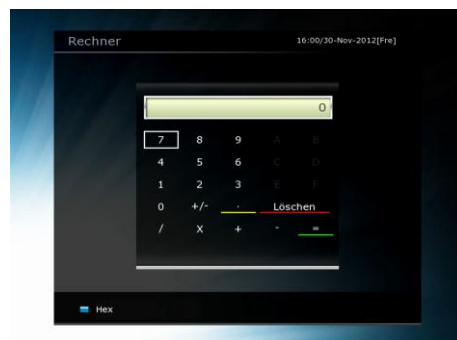 Rechner 16:00/30-Nov-2012[Fre]
0
7 8 9 A B
4 5 6 C D
1 2 3 E F
0 +/- . Löschen
/ X + - =
Hex